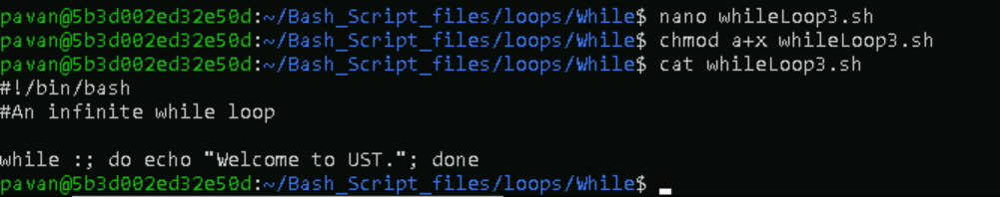 pavan@5b3d002ed32e50d:~/Bash_Script_files/loops/While$ nano whileLoop3.sh
pavan@5b3d002ed32e50d:~/Bash_Script_files/loops/While$ chmod a+x whileLoop3.sh
pavan@5b3d002ed32e50d:~/Bash_Script_files/loops/While$ cat whileLoop3.sh
#!/bin/bash
#An infinite while loop
while :; do echo "Welcome to UST."; done
pavan@5b3d002ed32e50d:~/Bash_Script_files/loops/While$